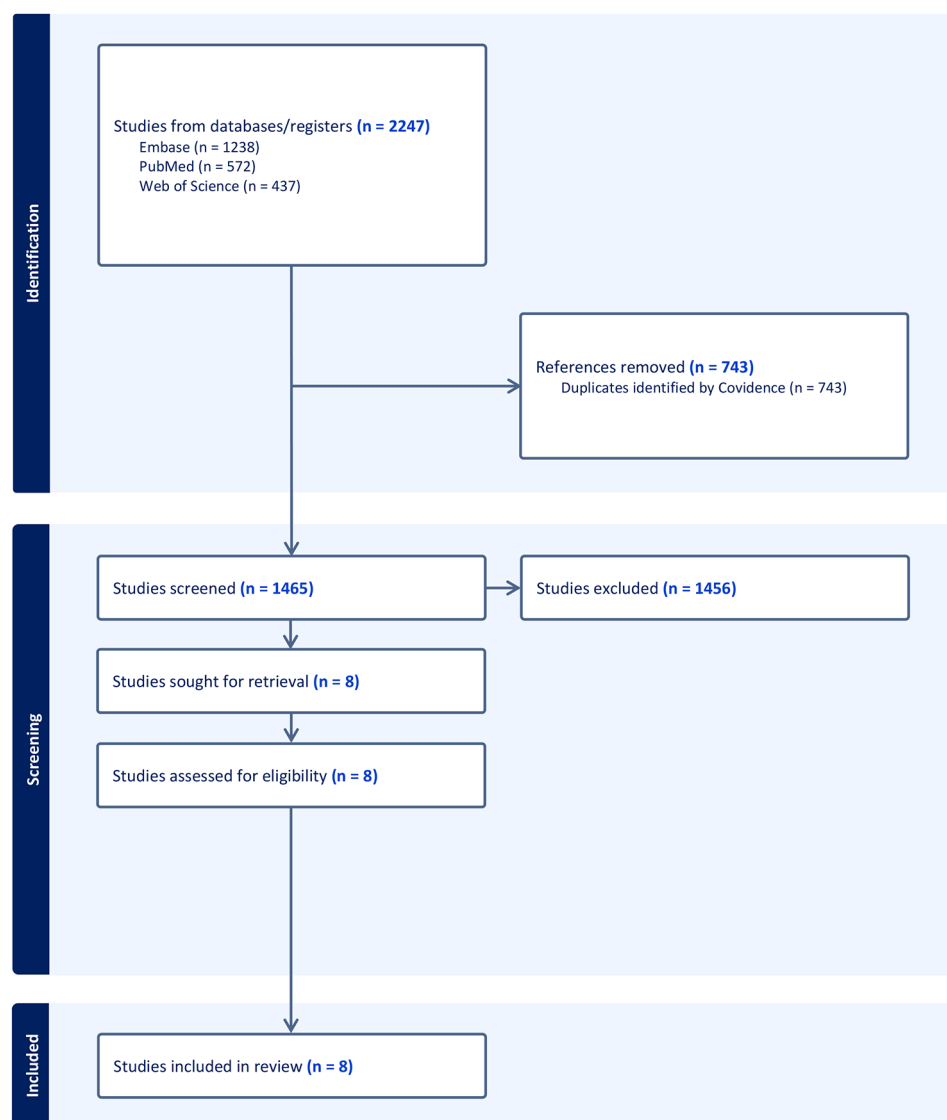 Identification
Studies from databases/registers (n = 2247)
Embase (n = 1238)
PubMed (n = 572)
Web of Science (n = 437)
References removed (n = 743)
Duplicates identified by Covidence (n = 743)
Screening
Studies screened (n = 1465)
Studies excluded (n = 1456)
Studies sought for retrieval (n = 8)
Studies assessed for eligibility (n = 8)
Included
Studies included in review (n = 8)